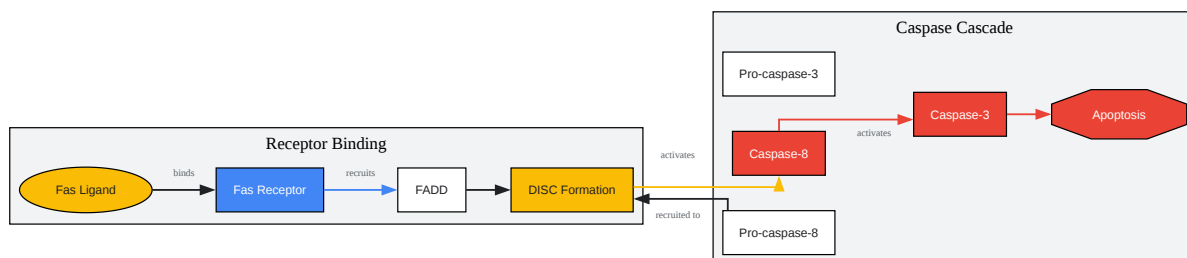 Receptor Binding
Fas Ligand
binds
Fas Receptor
recruits
FADD
DISC Formation
activates
recruited to
Caspase Cascade
Pro-caspase-3
Caspase-8
Pro-caspase-8
activates
Caspase-3
Apoptosis